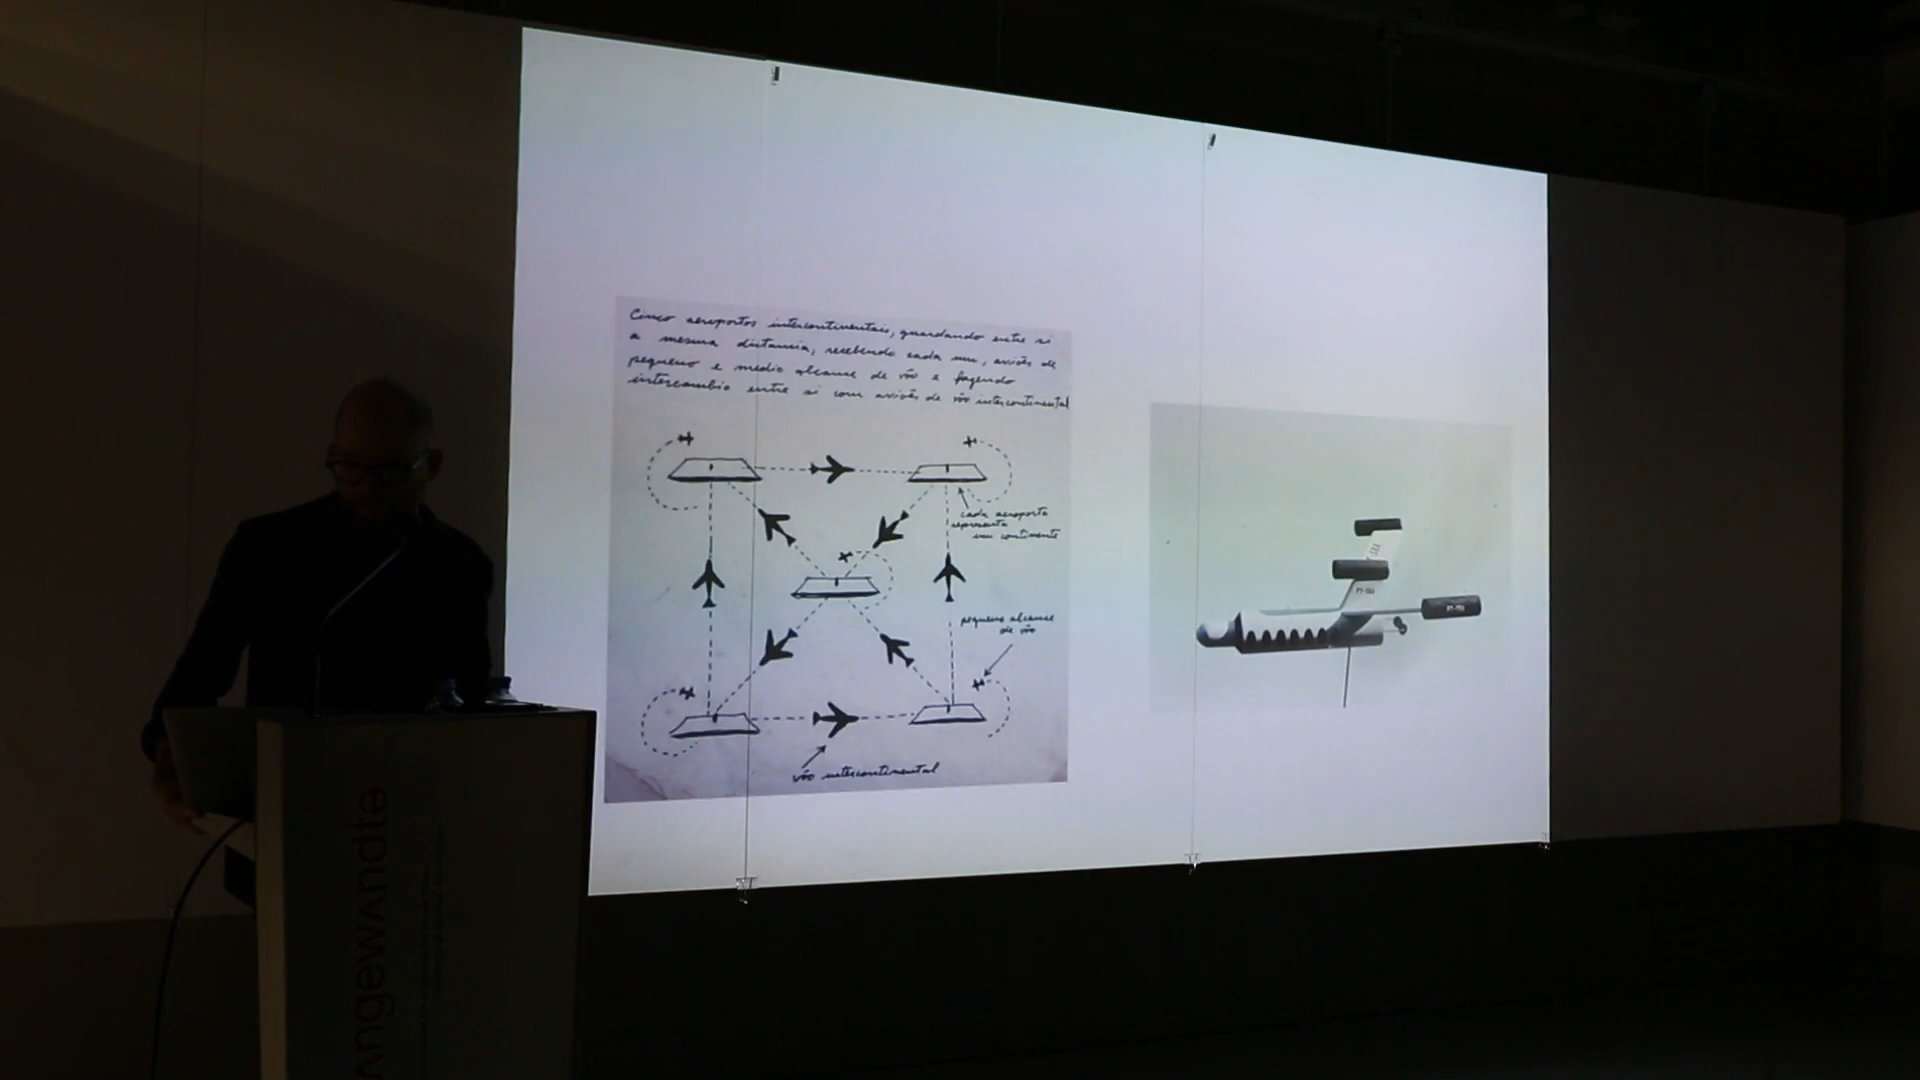 Cinco aeroportos intercontinentais, guardando entre si
a mesma distancia, recebendo cada um, aviões de
pequeno e medio alcance de vôo e fazendo
intercambio entre si com aviões de vôo intercontinental
cada aeroporto
representa
um continente
pequeno alcance
de vôo
vôo intercontinental
ʌngewʌndte